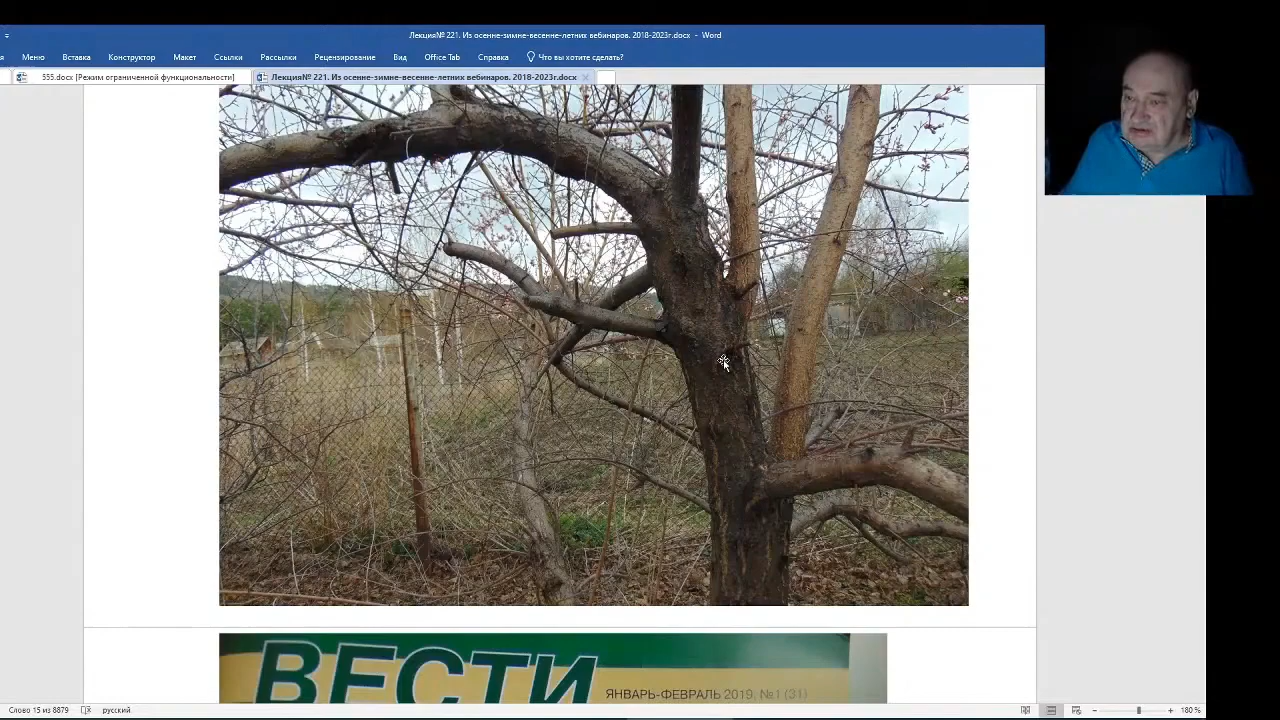 Лекция№ 221. Из осенне-зимне-весенне-летних вебинаров. 2018-2023г.docx - Word
Меню Вставка Конструктор Макет Ссылки Рассылки Рецензирование Вид Office Tab Справка Что вы хотите сделать?
555.docx [Режим ограниченной функциональности] Лекция№ 221. Из осенне-зимне-весенне-летних вебинаров. 2018-2023г.docx
ВЕСТИ
ЯНВАРЬ-ФЕВРАЛЬ 2019, №1 (31)
Слово 15 из 8879 русский 180 %